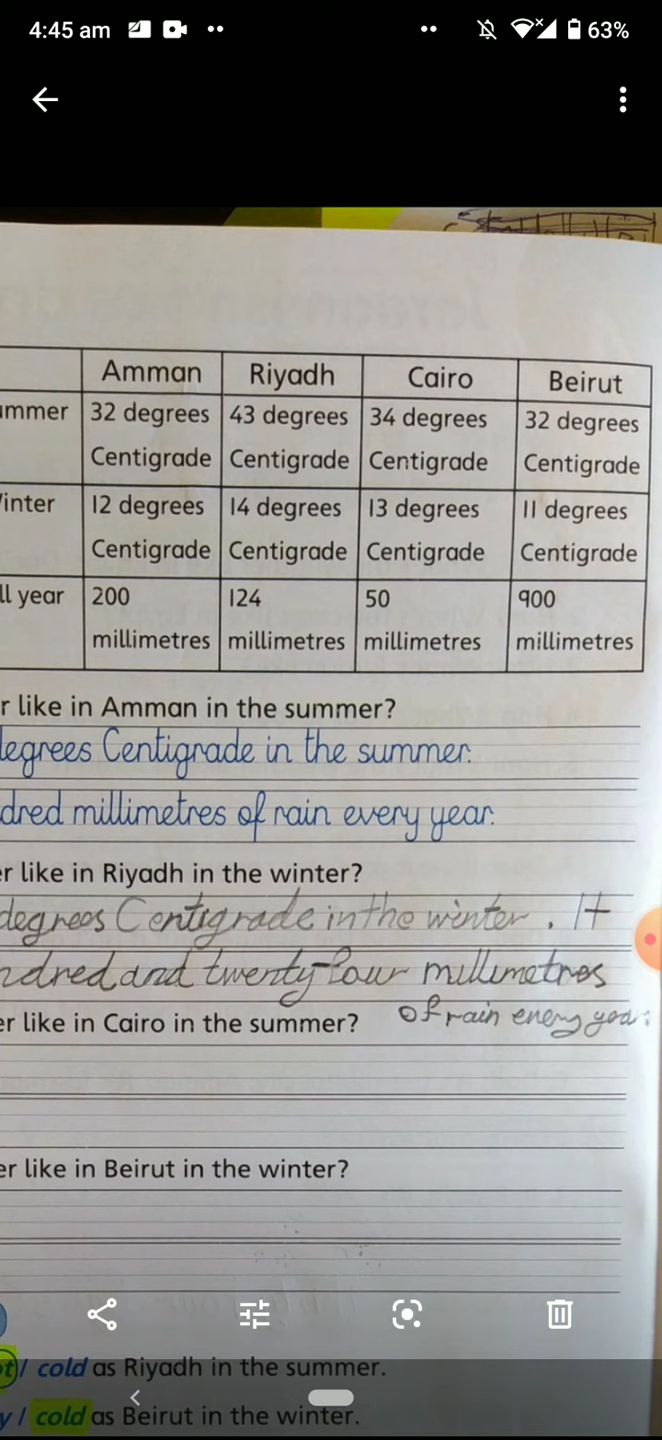 4:45 am
63%
Amman Riyadh Cairo Beirut
ummer 32 degrees 43 degrees 34 degrees 32 degrees
Centigrade Centigrade Centigrade Centigrade
inter 12 degrees 14 degrees 13 degrees 11 degrees
Centigrade Centigrade Centigrade Centigrade
ll year 200 124 50 900
millimetres millimetres millimetres millimetres
r like in Amman in the summer?
degrees Centigrade in the summer.
dred millimetres of rain every year.
er like in Riyadh in the winter?
degrees Centigrade in the winter. It
ndred and twenty-four millimetres
of rain
er like in Cairo in the summer?
er like in Beirut in the winter?
t / cold as Riyadh in the summer.
y / cold as Beirut in the winter.